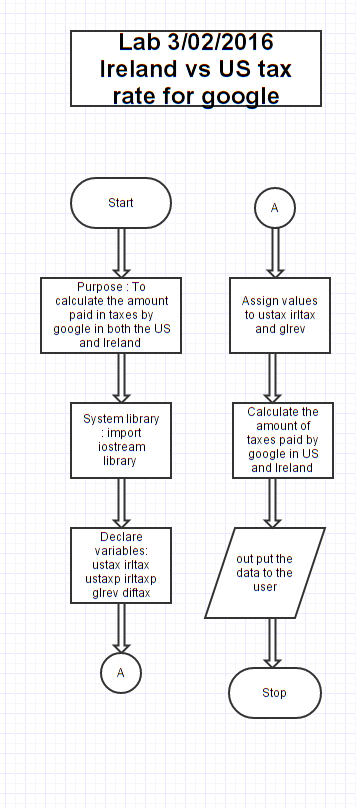 Lab 3/02/2016
Ireland vs US tax
rate for google
Start
Purpose : To
calculate the amount
paid in taxes by
google in both the US
and Ireland
System library
: import
iostream
library
Declare
variables:
ustax irltax
ustaxp irltaxp
glrev diftax
A
A
Assign values
to ustax irltax
and glrev
Calculate the
amount of
taxes paid by
google in US
and Ireland
out put the
data to the
user
Stop